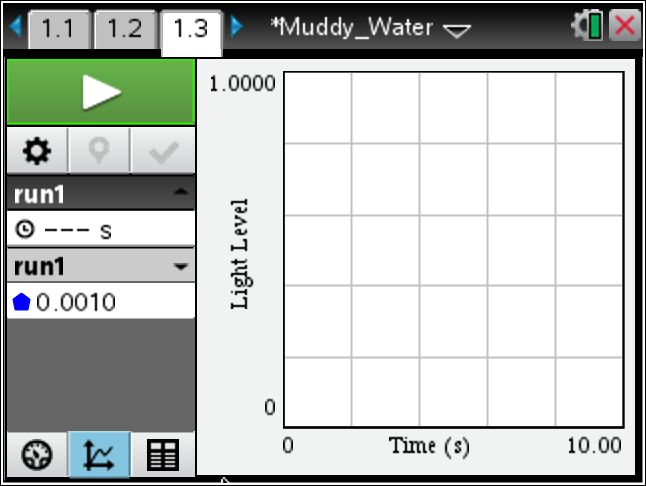 1.1 1.2 1.3 *Muddy_Water
run1
--- s
run1
0.0010
1.0000
Light Level
0
0 Time (s) 10.00